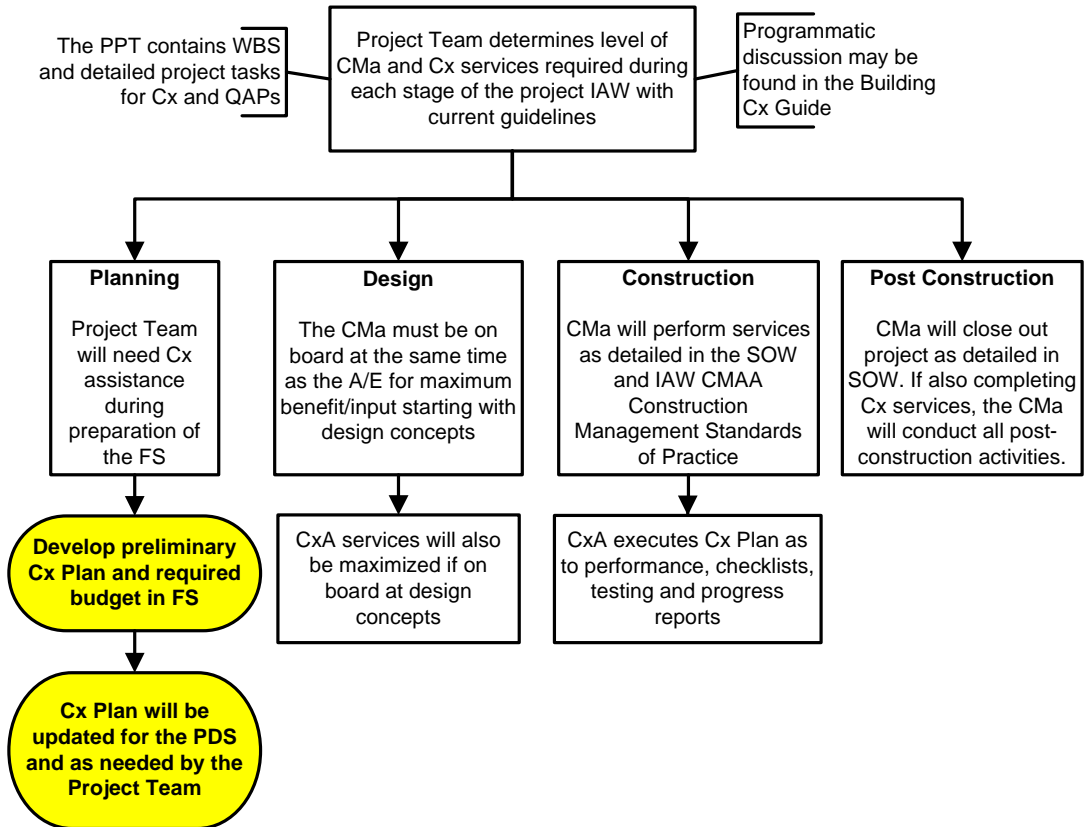 The PPT contains WBS
and detailed project tasks
for Cx and QAPs
Project Team determines level of
CMa and Cx services required during
each stage of the project IAW with
current guidelines
Programmatic
discussion may be
found in the Building
Cx Guide
Planning
Project Team
will need Cx
assistance
during
preparation of
the FS
Design
The CMa must be on
board at the same time
as the A/E for maximum
benefit/input starting with
design concepts
Construction
CMa will perform services
as detailed in the SOW
and IAW CMAA
Construction
Management Standards
of Practice
Post Construction
CMa will close out
project as detailed in
SOW. If also completing
Cx services, the CMa
will conduct all post-
construction activities.
Develop preliminary
Cx Plan and required
budget in FS
CxA services will also
be maximized if on
board at design
concepts
CxA executes Cx Plan as
to performance, checklists,
testing and progress
reports
Cx Plan will be
updated for the PDS
and as needed by the
Project Team